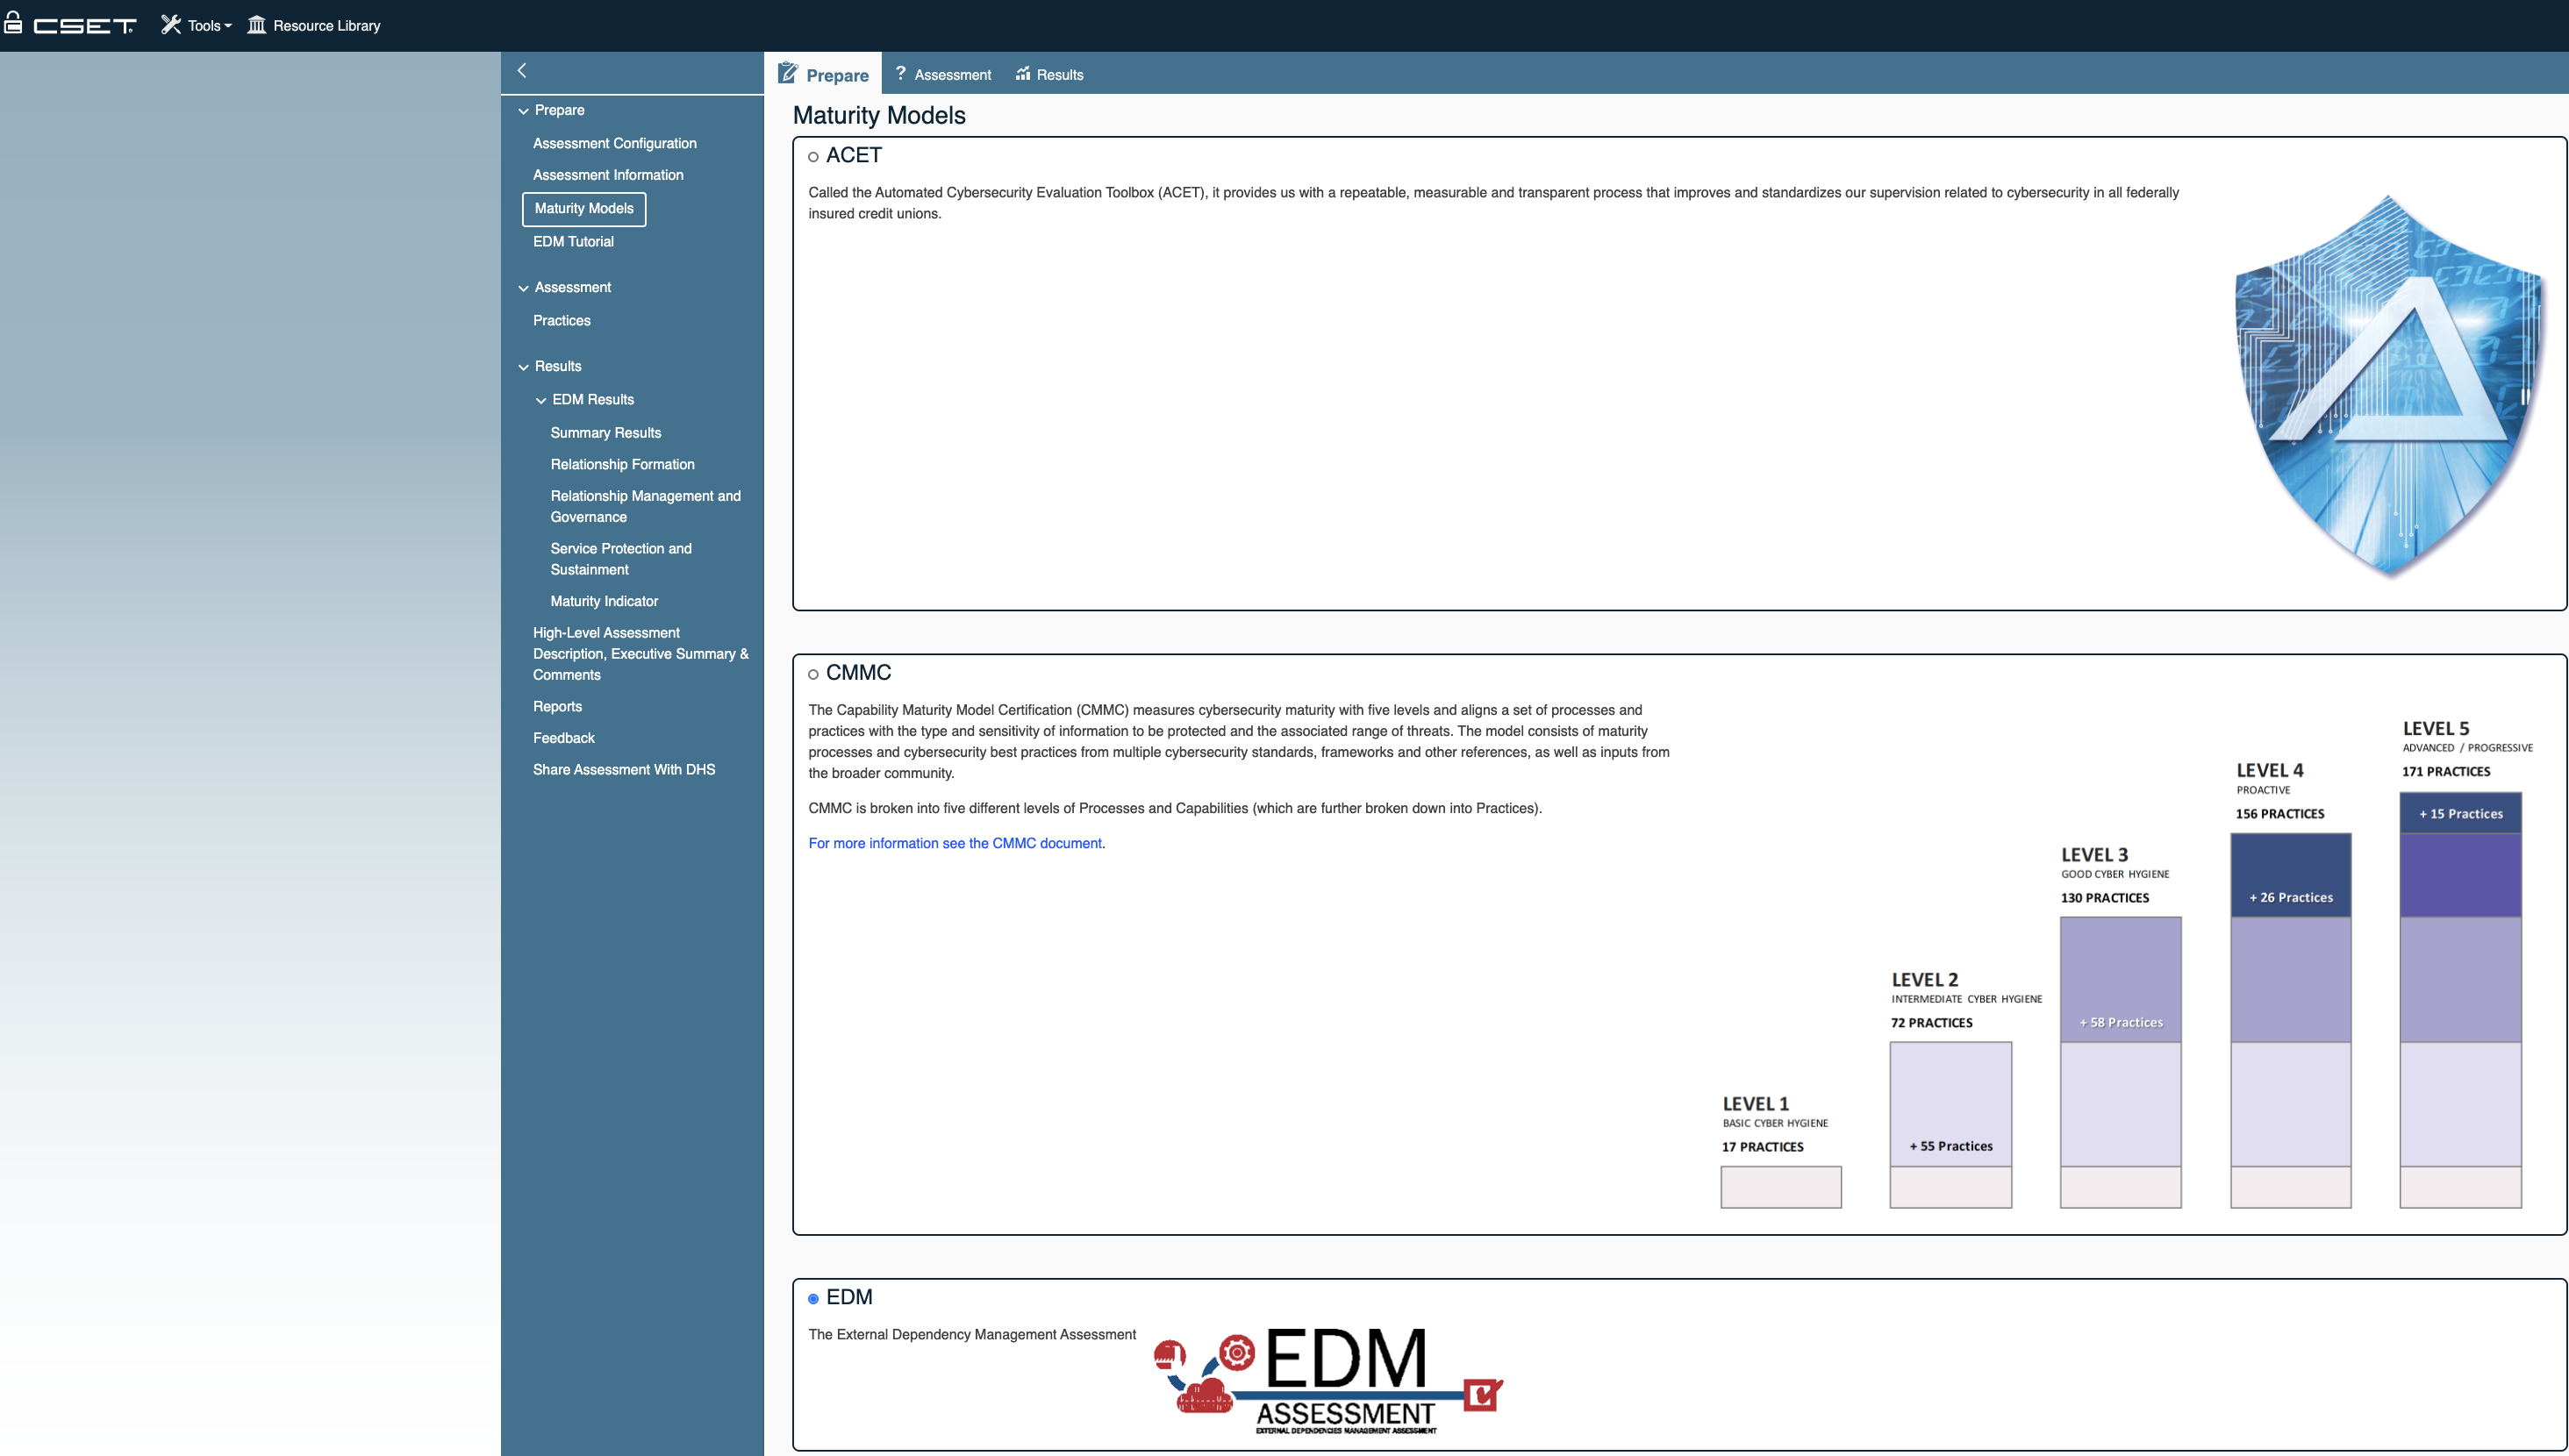 CSET
Tools
Resource Library
Prepare
Assessment
Results
Prepare
Assessment Configuration
Assessment Information
Maturity Models
EDM Tutorial
Assessment
Practices
Results
EDM Results
Summary Results
Relationship Formation
Relationship Management and
Governance
Service Protection and
Sustainment
Maturity Indicator
High-Level Assessment
Description, Executive Summary &
Comments
Reports
Feedback
Share Assessment With DHS
Maturity Models
ACET
Called the Automated Cybersecurity Evaluation Toolbox (ACET), it provides us with a repeatable, measurable and transparent process that improves and standardizes our supervision related to cybersecurity in all federally
insured credit unions.
CMMC
The Capability Maturity Model Certification (CMMC) measures cybersecurity maturity with five levels and aligns a set of processes and
practices with the type and sensitivity of information to be protected and the associated range of threats. The model consists of maturity
processes and cybersecurity best practices from multiple cybersecurity standards, frameworks and other references, as well as inputs from
the broader community.
CMMC is broken into five different levels of Processes and Capabilities (which are further broken down into Practices).
For more information see the CMMC document.
LEVEL 1
BASIC CYBER HYGIENE
17 PRACTICES
LEVEL 2
INTERMEDIATE CYBER HYGIENE
72 PRACTICES
+ 55 Practices
LEVEL 3
GOOD CYBER HYGIENE
130 PRACTICES
+ 58 Practices
LEVEL 4
PROACTIVE
156 PRACTICES
+ 26 Practices
LEVEL 5
ADVANCED / PROGRESSIVE
171 PRACTICES
+ 15 Practices
EDM
The External Dependency Management Assessment
EDM
ASSESSMENT
EXTERNAL DEPENDENCIES MANAGEMENT ASSESSMENT